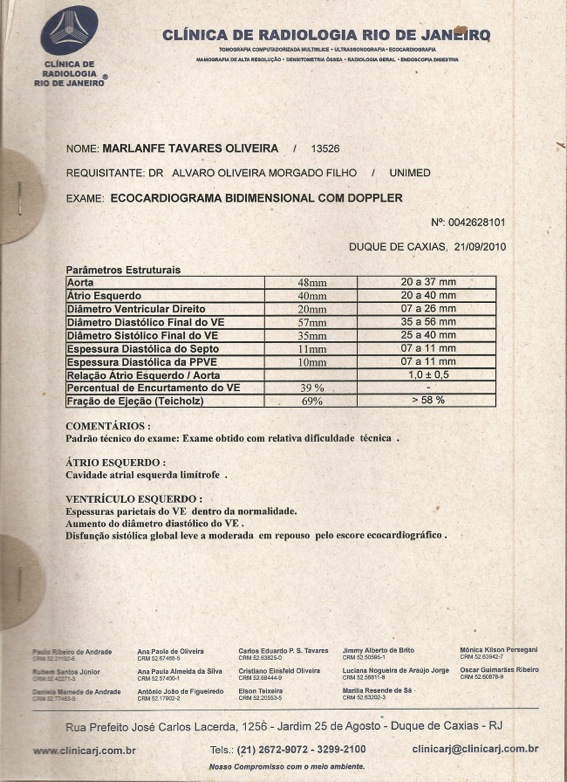 CLÍNICA DE
RADIOLOGIA
RIO DE JANEIRO®
CLÍNICA DE RADIOLOGIA RIO DE JANEIRO
TOMOGRAFIA COMPUTADORIZADA MULTISLICE • ULTRASSONOGRAFIA • ECOCARDIOGRAFIA
MAMOGRAFIA DE ALTA RESOLUÇÃO • DENSITOMETRIA ÓSSEA • RADIOLOGIA GERAL • ENDOSCOPIA DIGESTIVA
NOME: MARLANFE TAVARES OLIVEIRA / 13526
REQUISITANTE: DR ALVARO OLIVEIRA MORGADO FILHO / UNIMED
EXAME: ECOCARDIOGRAMA BIDIMENSIONAL COM DOPPLER
Nº: 0042628101
DUQUE DE CAXIAS, 21/09/2010
Parâmetros Estruturais
Aorta 48mm 20 a 37 mm
Átrio Esquerdo 40mm 20 a 40 mm
Diâmetro Ventricular Direito 20mm 07 a 26 mm
Diâmetro Diastólico Final do VE 57mm 35 a 56 mm
Diâmetro Sistólico Final do VE 35mm 25 a 40 mm
Espessura Diastólica do Septo 11mm 07 a 11 mm
Espessura Diastólica da PPVE 10mm 07 a 11 mm
Relação Átrio Esquerdo / Aorta 1,0 ± 0,5
Percentual de Encurtamento do VE 39 % -
Fração de Ejeção (Teicholz) 69% > 58 %
COMENTÁRIOS :
Padrão técnico do exame: Exame obtido com relativa dificuldade técnica .
ÁTRIO ESQUERDO :
Cavidade atrial esquerda limítrofe .
VENTRÍCULO ESQUERDO :
Espessuras parietais do VE dentro da normalidade.
Aumento do diâmetro diastólico do VE .
Disfunção sistólica global leve a moderada em repouso pelo escore ecocardiográfico .
Paulo Ribeiro de Andrade Ana Paola de Oliveira Carlos Eduardo P. S. Tavares Jimmy Alberto de Brito Mônica Kilson Persegani
CRM 52.67486-5 CRM 52.63825-0 CRM 52.50595-1 CRM 52.63942-7
Rubem Santos Júnior Ana Paula Almeida da Silva Cristiano Einsfeld Oliveira Luciana Nogueira de Araújo Jorge Oscar Guimarães Ribeiro
CRM 52.42271-3 CRM 52.57400-1 CRM 52.68444-9 CRM 52.56811-8 CRM 52.60878-9
Daniela Mamede de Andrade Antônio João de Figueiredo Elson Teixeira Marilia Resende de Sá
CRM 52.77463-9 CRM 52.17902-2 CRM 52.20553-5 CRM 52.63202-3
Rua Prefeito José Carlos Lacerda, 1256 - Jardim 25 de Agosto - Duque de Caxias - RJ
www.clinicarj.com.br Tels.: (21) 2672-9072 - 3299-2100 clinicarj@clinicarj.com.br
Nosso Compromisso com o meio ambiente.